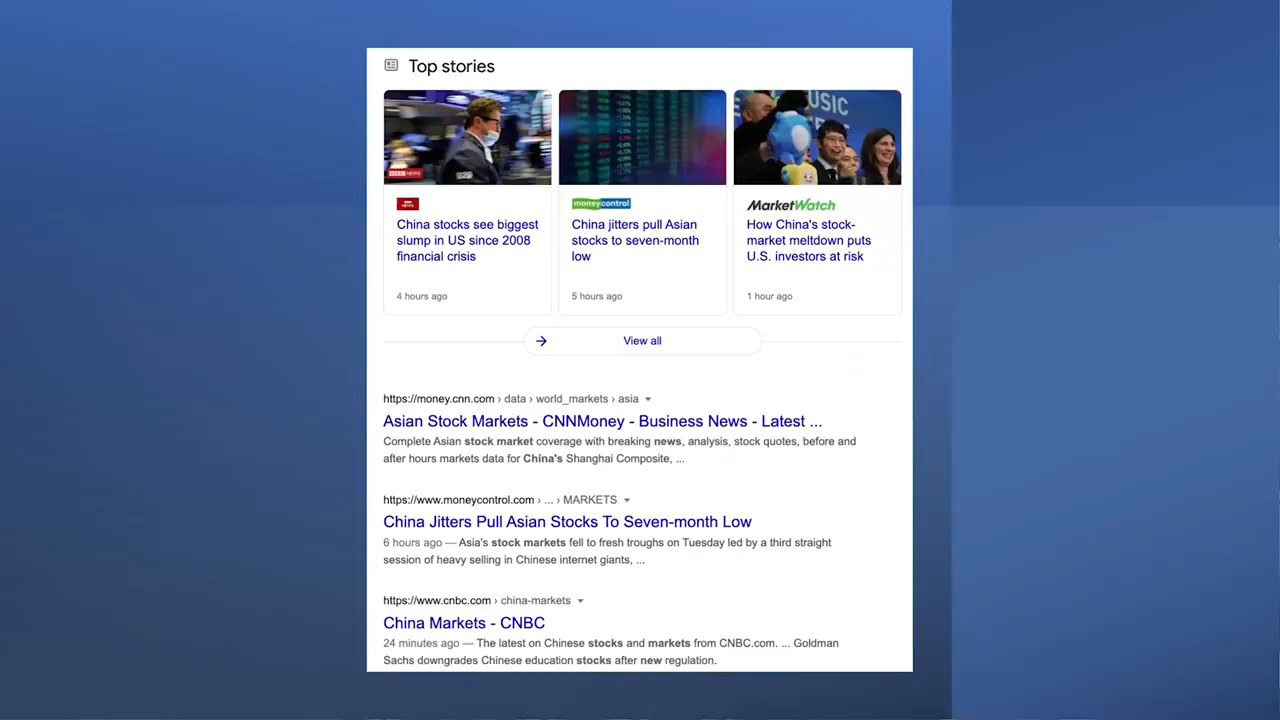 Top stories
BBC NEWS
USIC
BBC NEWS
moneycontrol
MarketWatch
China stocks see biggest
slump in US since 2008
financial crisis
China jitters pull Asian
stocks to seven-month
low
How China's stock-
market meltdown puts
U.S. investors at risk
4 hours ago
5 hours ago
1 hour ago
View all
https://money.cnn.com › data › world_markets › asia
Asian Stock Markets - CNNMoney - Business News - Latest ...
Complete Asian stock market coverage with breaking news, analysis, stock quotes, before and
after hours markets data for China's Shanghai Composite, ...
https://www.moneycontrol.com › ... › MARKETS
China Jitters Pull Asian Stocks To Seven-month Low
6 hours ago — Asia's stock markets fell to fresh troughs on Tuesday led by a third straight
session of heavy selling in Chinese internet giants, ...
https://www.cnbc.com › china-markets
China Markets - CNBC
24 minutes ago — The latest on Chinese stocks and markets from CNBC.com. ... Goldman
Sachs downgrades Chinese education stocks after new regulation.